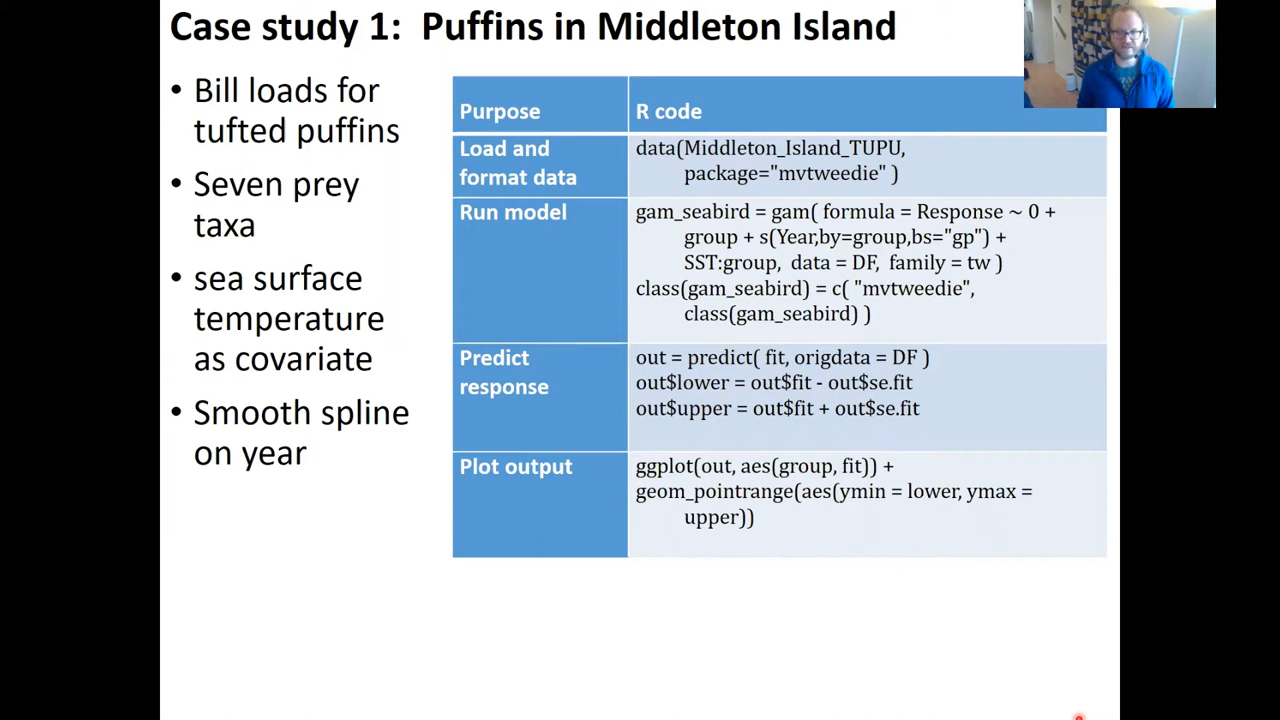 Case study 1:  Puffins in Middleton Island
• Bill loads for
tufted puffins
• Seven prey
taxa
• sea surface
temperature
as covariate
• Smooth spline
on year
Purpose
R code
Load and
format data
data(Middleton_Island_TUPU,
package="mvtweedie" )
Run model
gam_seabird = gam( formula = Response ~ 0 +
group + s(Year,by=group,bs="gp") +
SST:group,  data = DF,  family = tw )
class(gam_seabird) = c( "mvtweedie",
class(gam_seabird) )
Predict
response
out = predict( fit, origdata = DF )
out$lower = out$fit - out$se.fit
out$upper = out$fit + out$se.fit
Plot output
ggplot(out, aes(group, fit)) +
geom_pointrange(aes(ymin = lower, ymax =
upper))